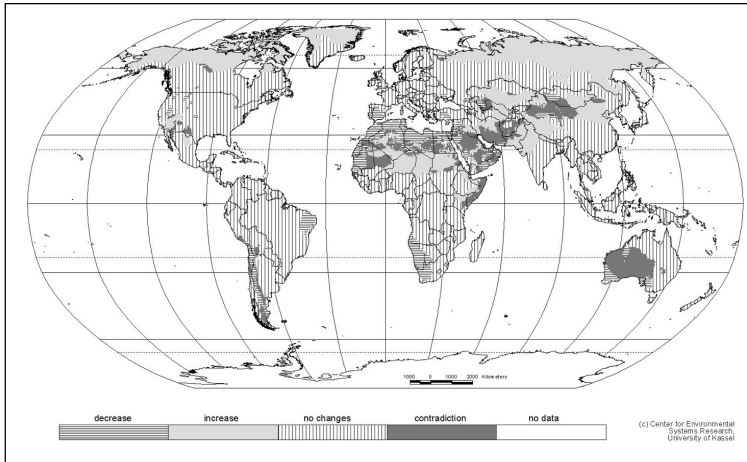 1000 0 1000 2000 Kilometers
decrease increase no changes contradiction no data
(c) Center for Environmental
Systems Research,
University of Kassel